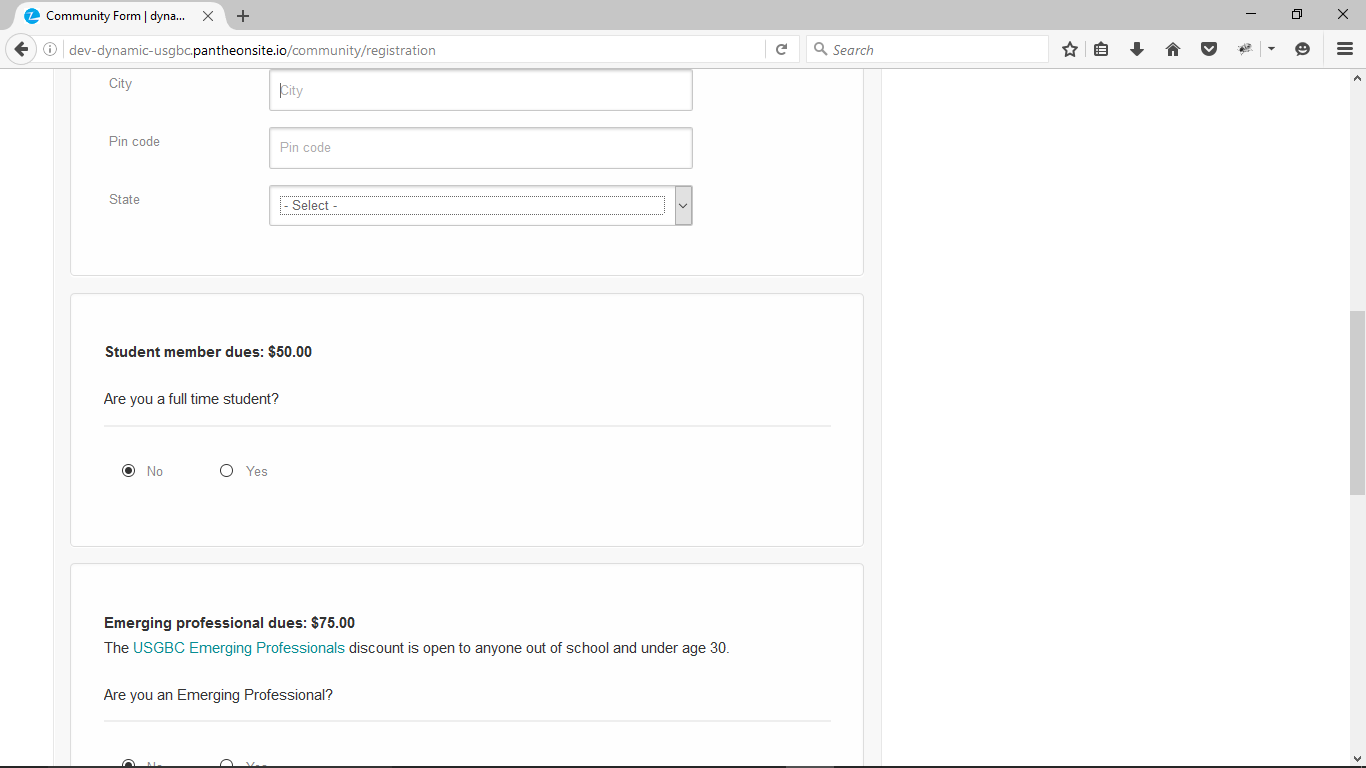 Community Form | dyna...
dev-dynamic-usgbc.pantheonsite.io/community/registration
Search
City
City
Pin code
Pin code
State
- Select -
Student member dues: $50.00
Are you a full time student?
No
Yes
Emerging professional dues: $75.00
The USGBC Emerging Professionals discount is open to anyone out of school and under age 30.
Are you an Emerging Professional?
No
Yes